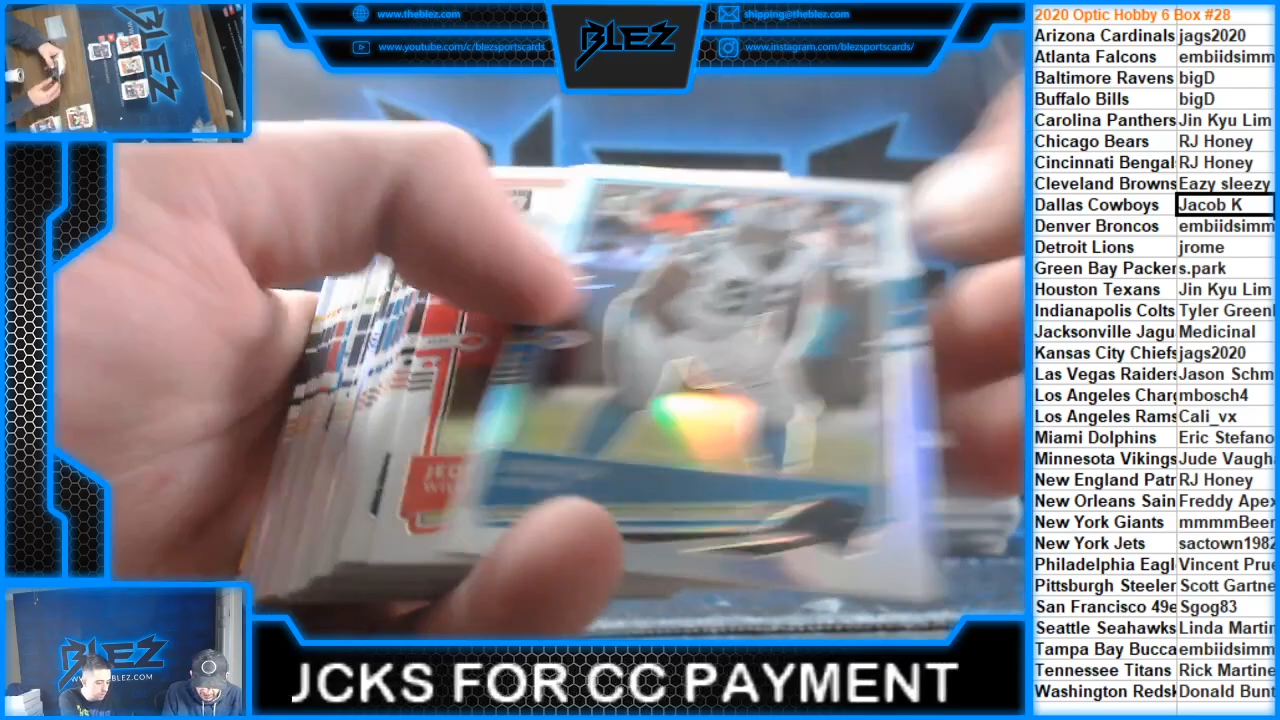 www.theblez.com
shipping@theblez.com
www.youtube.com/c/blezsportscards
BLEZ
www.instagram.com/blezsportscards/
2020 Optic Hobby 6 Box #28
Arizona Cardinals jags2020
Atlanta Falcons embiidsimm
Baltimore Ravens bigD
Buffalo Bills bigD
Carolina Panthers Jin Kyu Lim
Chicago Bears RJ Honey
Cincinnati Bengal RJ Honey
Cleveland Browns Eazy sleezy
Dallas Cowboys Jacob K
Denver Broncos embiidsimm
Detroit Lions jrome
Green Bay Packer s.park
Houston Texans Jin Kyu Lim
Indianapolis Colts Tyler Green
Jacksonville Jagu Medicinal
Kansas City Chiefs jags2020
Las Vegas Raiders Jason Schm
Los Angeles Charg mbosch4
Los Angeles Rams Cali_vx
Miami Dolphins Eric Stefano
Minnesota Vikings Jude Vaugh
New England Patr RJ Honey
New Orleans Sain Freddy Apex
New York Giants mmmmBeer
New York Jets sactown1982
Philadelphia Eagl Vincent Prue
Pittsburgh Steeler Scott Gartne
San Francisco 49e Sgog83
Seattle Seahawks Linda Martin
Tampa Bay Bucca embiidsimm
Tennessee Titans Rick Martine
Washington Redsk Donald Bunt
BLEZ
JCKS FOR CC PAYMENT